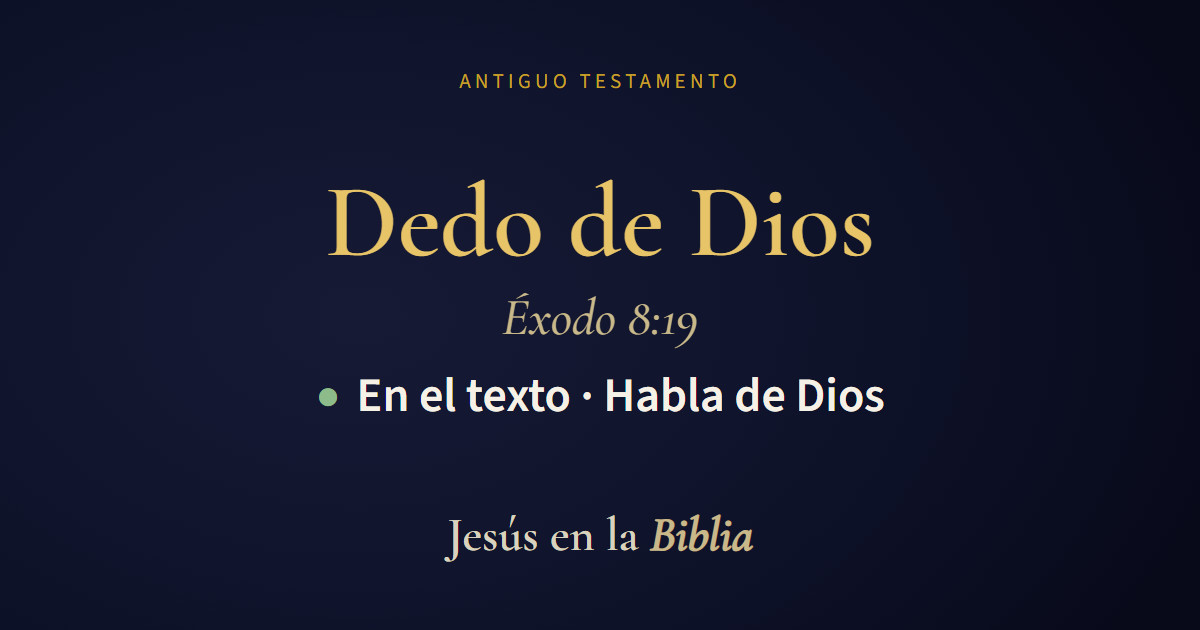 ANTIGUO TESTAMENTO
Dedo de Dios
Éxodo 8:19
En el texto · Habla de Dios
Jesús en la Biblia